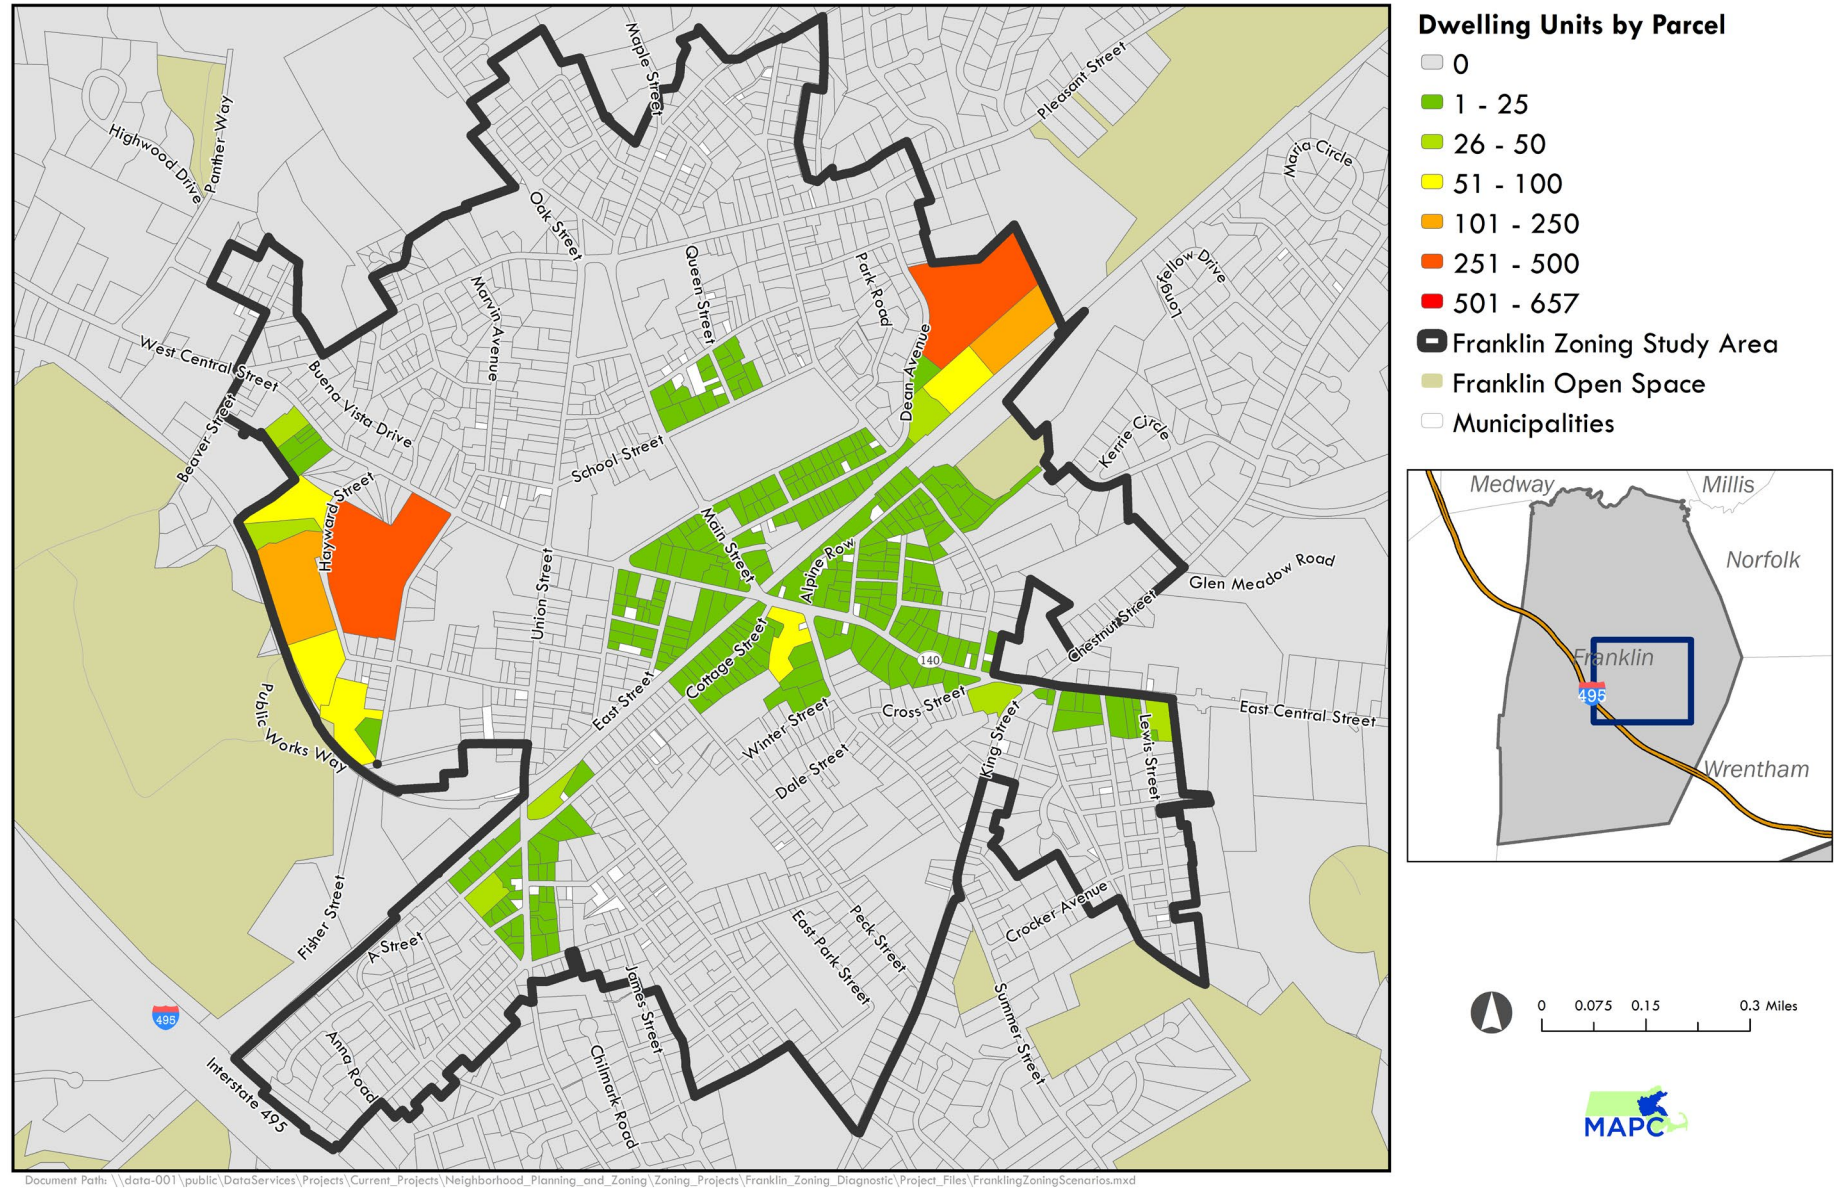 Maple Street
Pleasant Street
Highwood Drive
Panther Way
Maria Circle
Oak Street
Queen Street
Park Road
Longfellow Drive
Marvin Avenue
West Central Street
Buena Vista Drive
Dean Avenue
Beaver Street
School Street
Kerrie Circle
Hayward Street
Main Street
Alpine Row
Glen Meadow Road
Union Street
Chestnut Street
Cottage Street
140
East Street
Cross Street
East Central Street
Winter Street
King Street
Lewis Street
Public Works Way
Dale Street
Fisher Street
A Street
Crocker Avenue
Peck Street
East Park Street
James Street
Summer Street
495
Anna Road
Chilmark Road
Interstate 495
Dwelling Units by Parcel
0
1 - 25
26 - 50
51 - 100
101 - 250
251 - 500
501 - 657
Franklin Zoning Study Area
Franklin Open Space
Municipalities
Medway
Millis
Norfolk
Franklin
495
Wrentham
0 0.075 0.15 0.3 Miles
MAPC
Document Path: \\data-001\public\DataServices\Projects\Current_Projects\Neighborhood_Planning_and_Zoning\Zoning_Projects\Franklin_Zoning_Diagnostic\Project_Files\FranklingZoningScenarios.mxd